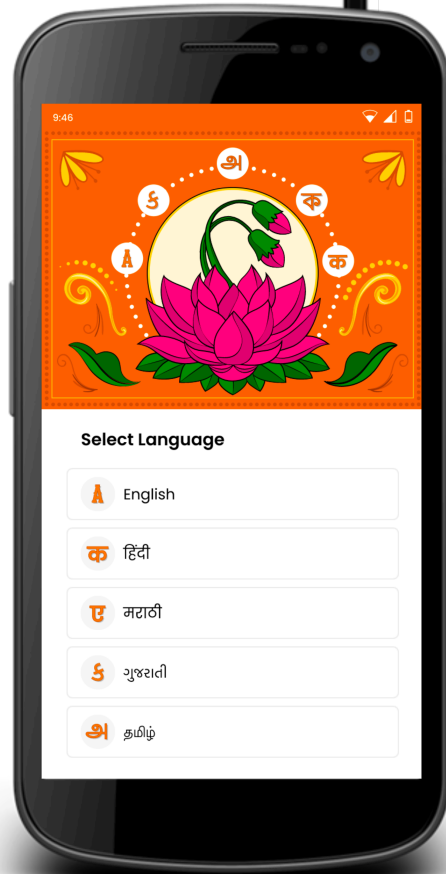 9:46
அ
ક
क
A
क
Select Language
A English
क हिंदी
ए मराठी
ક ગુજરાતી
அ தமிழ்